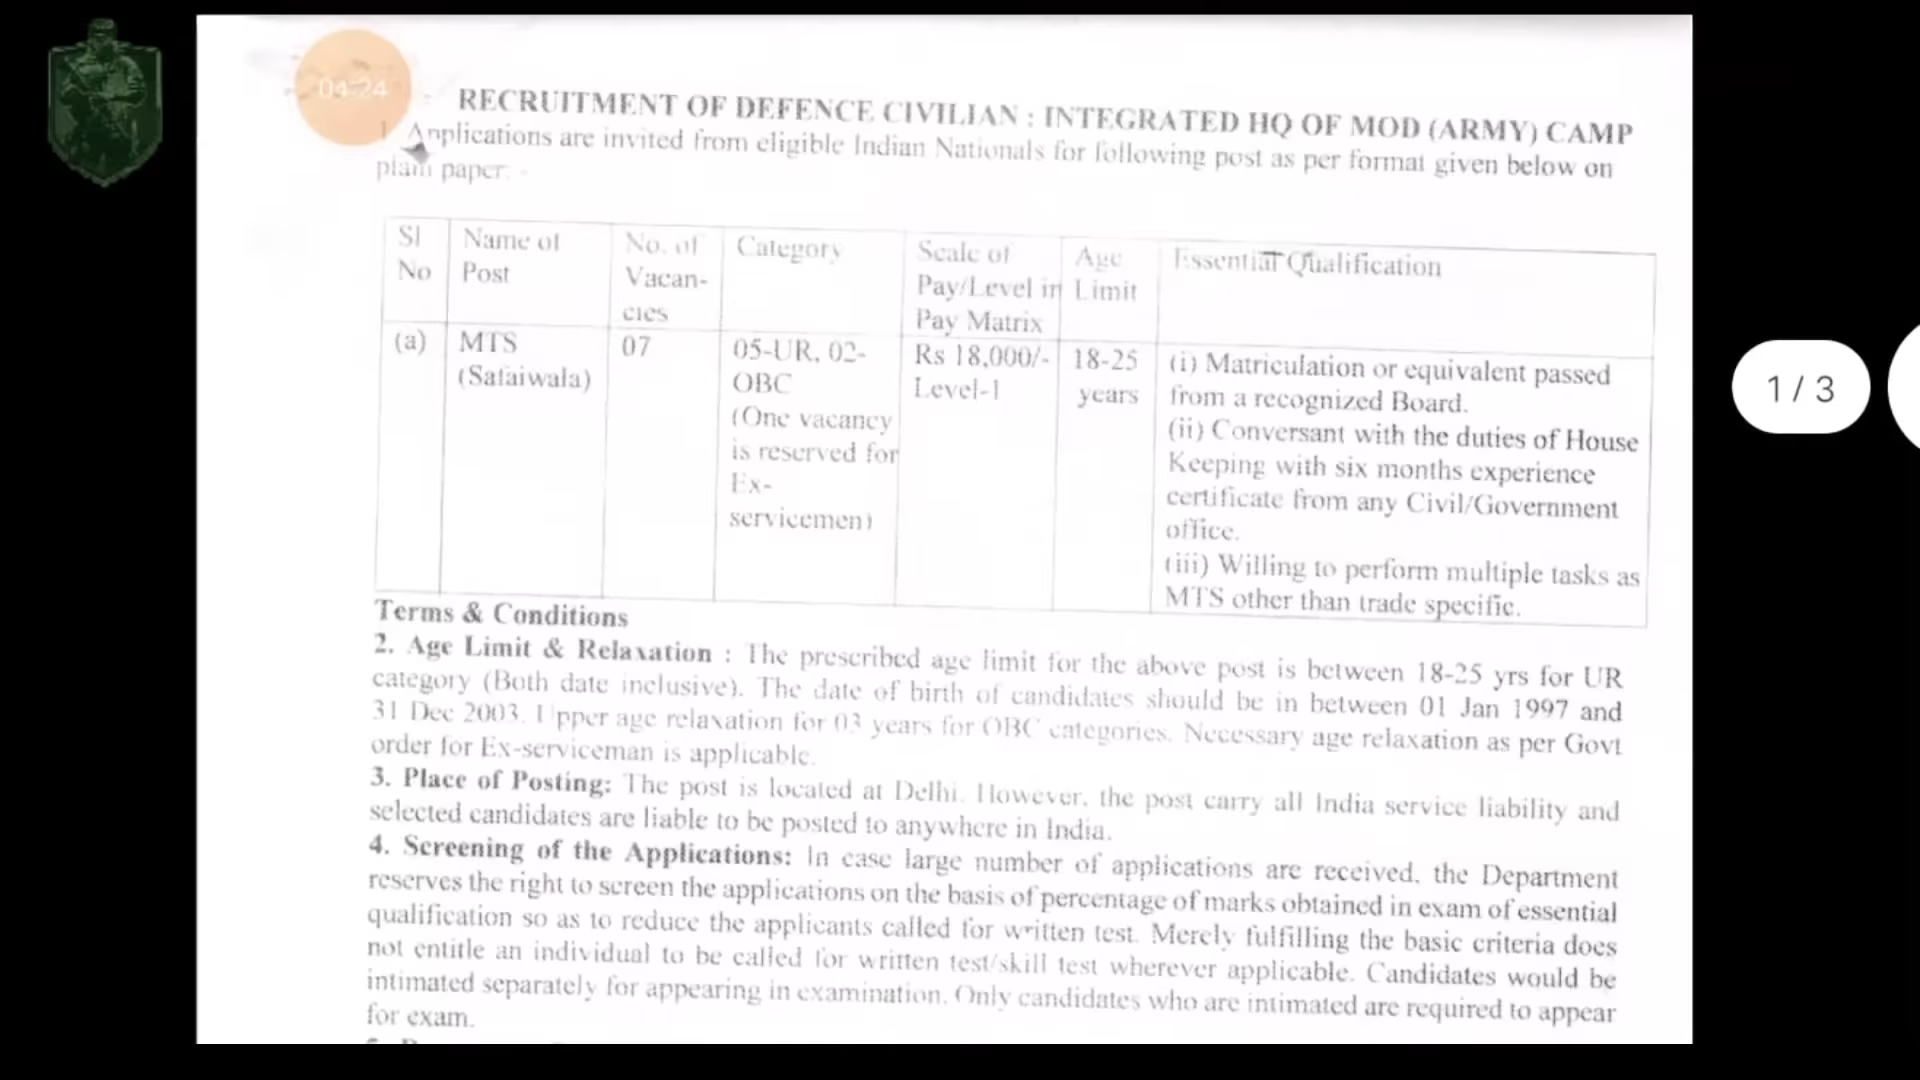 04:24
RECRUITMENT OF DEFENCE CIVILIAN : INTEGRATED HQ OF MOD (ARMY) CAMP
1. Applications are invited from eligible Indian Nationals for following post as per format given below on
plain paper: -
Sl No
Name of Post
No. of Vacan-cies
Category
Scale of Pay/Level in Pay Matrix
Age Limit
Essential Qualification
(a)
MTS
(Safaiwala)
07
05-UR, 02-
OBC
(One vacancy
is reserved for
Ex-
servicemen)
Rs 18,000/-
Level-1
18-25
years
(i) Matriculation or equivalent passed
from a recognized Board.
(ii) Conversant with the duties of House
Keeping with six months experience
certificate from any Civil/Government
office.
(iii) Willing to perform multiple tasks as
MTS other than trade specific.
Terms & Conditions
2. Age Limit & Relaxation : The prescribed age limit for the above post is between 18-25 yrs for UR
category (Both date inclusive). The date of birth of candidates should be in between 01 Jan 1997 and
31 Dec 2003. Upper age relaxation for 03 years for OBC categories. Necessary age relaxation as per Govt
order for Ex-serviceman is applicable.
3. Place of Posting: The post is located at Delhi. However, the post carry all India service liability and
selected candidates are liable to be posted to anywhere in India.
4. Screening of the Applications: In case large number of applications are received, the Department
reserves the right to screen the applications on the basis of percentage of marks obtained in exam of essential
qualification so as to reduce the applicants called for written test. Merely fulfilling the basic criteria does
not entitle an individual to be called for written test/skill test wherever applicable. Candidates would be
intimated separately for appearing in examination. Only candidates who are intimated are required to appear
for exam.
1 / 3